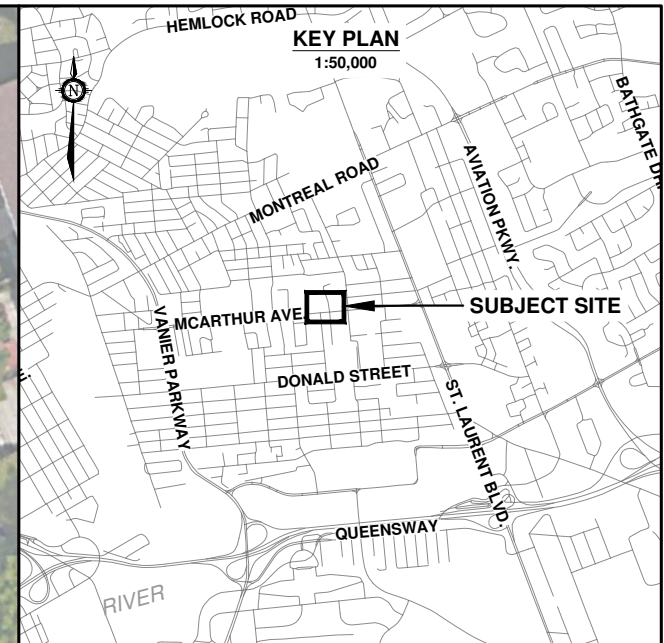 HEMLOCK ROAD
KEY PLAN
1:50,000
N
BATHGATE DR.
AVIATION PKWY.
MONTREAL ROAD
SUBJECT SITE
MCARTHUR AVE.
VANIER PARKWAY
DONALD STREET
ST. LAURENT BLVD.
QUEENSWAY
RIVER